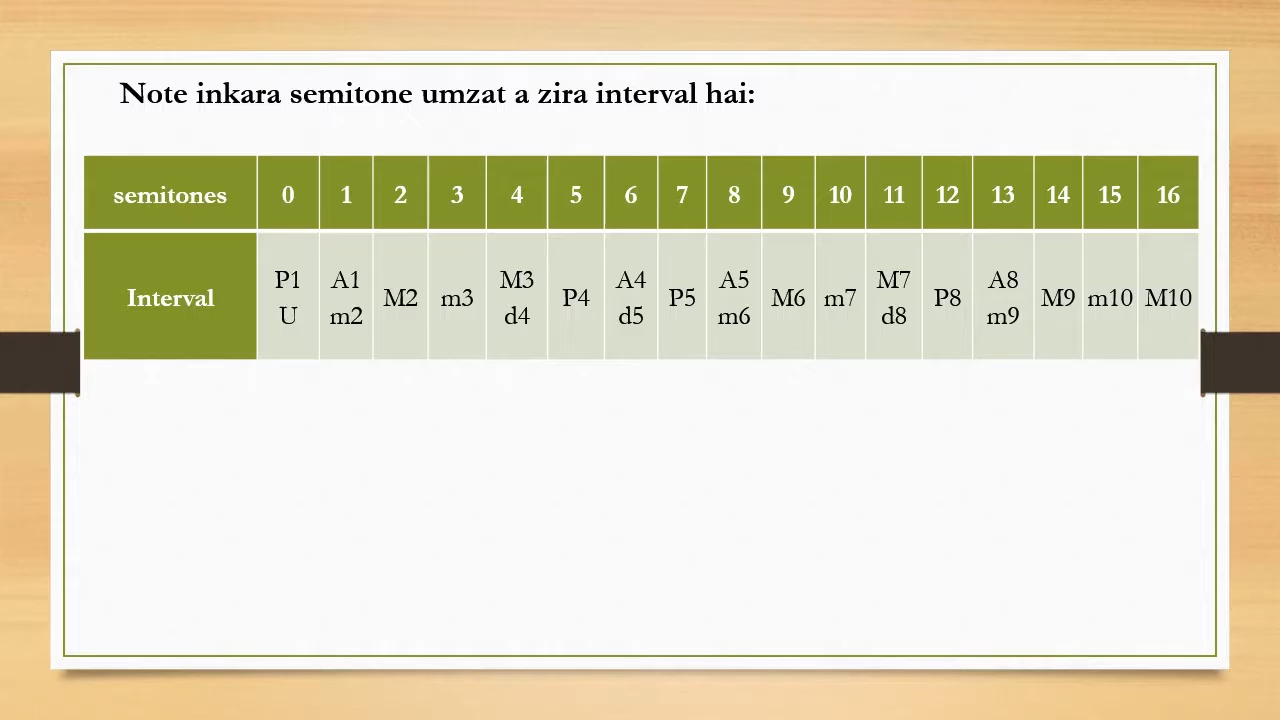 Note inkara semitone umzat a zira interval hai:
semitones 0 1 2 3 4 5 6 7 8 9 10 11 12 13 14 15 16
Interval P1 U A1 m2 M2 m3 M3 d4 P4 A4 d5 P5 A5 m6 M6 m7 M7 d8 P8 A8 m9 M9 m10 M10